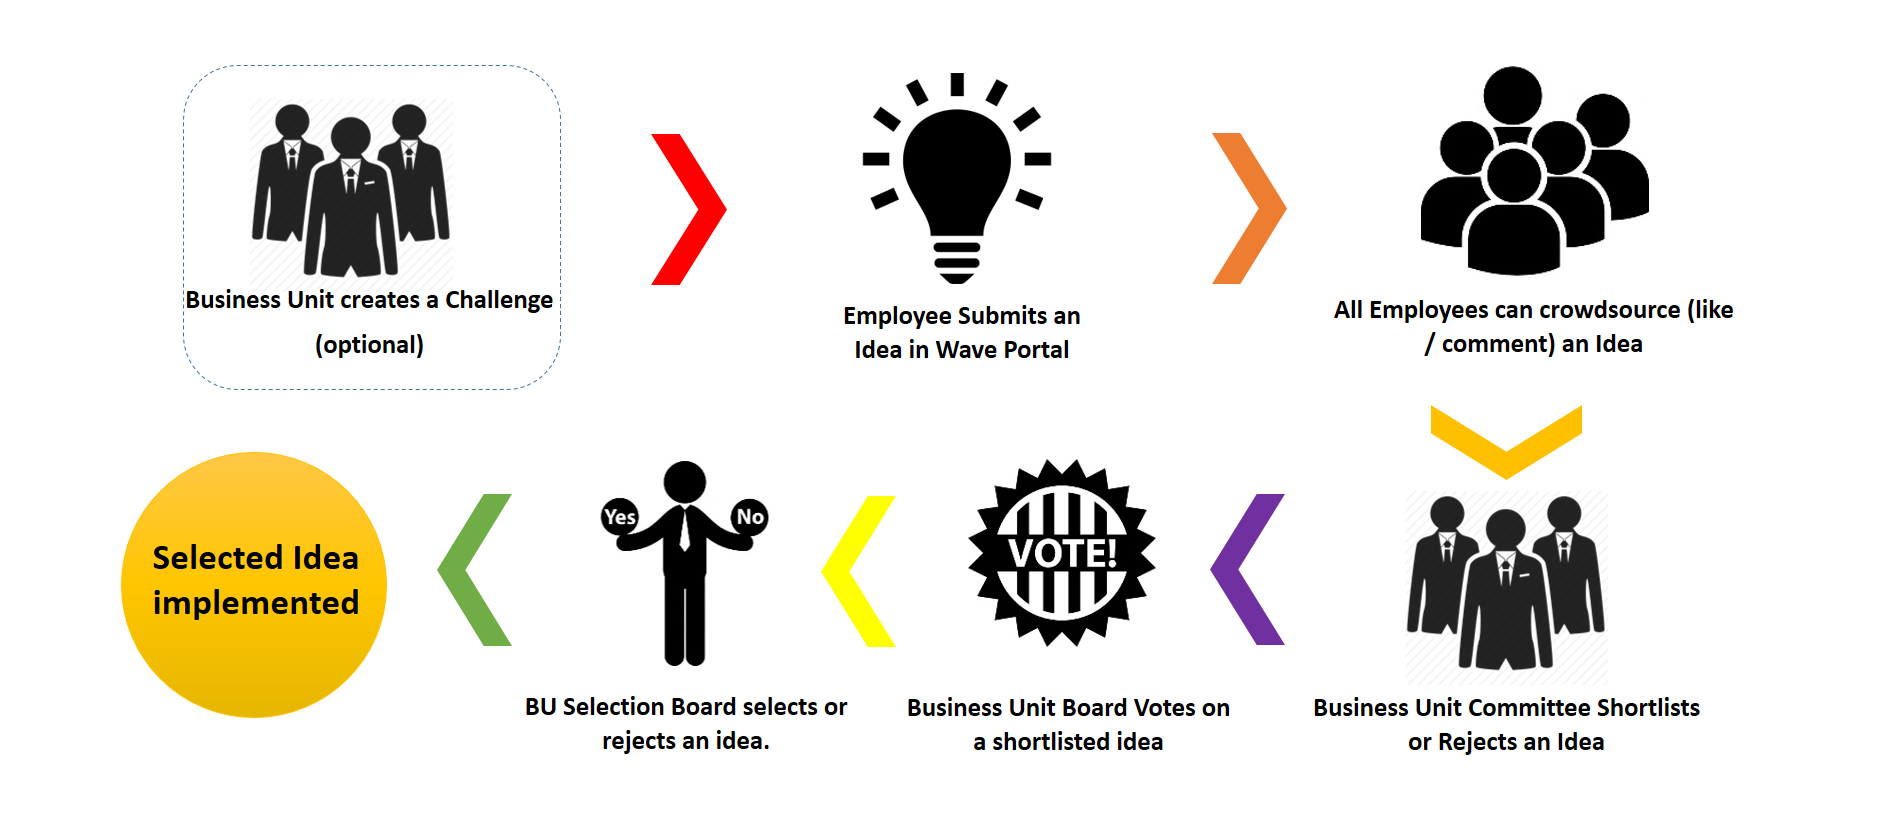 Business Unit creates a Challenge
(optional)
Employee Submits an
Idea in Wave Portal
All Employees can crowdsource (like
/ comment) an Idea
Selected Idea
implemented
Yes
No
BU Selection Board selects or
rejects an idea.
VOTE!
Business Unit Board Votes on
a shortlisted idea
Business Unit Committee Shortlists
or Rejects an Idea